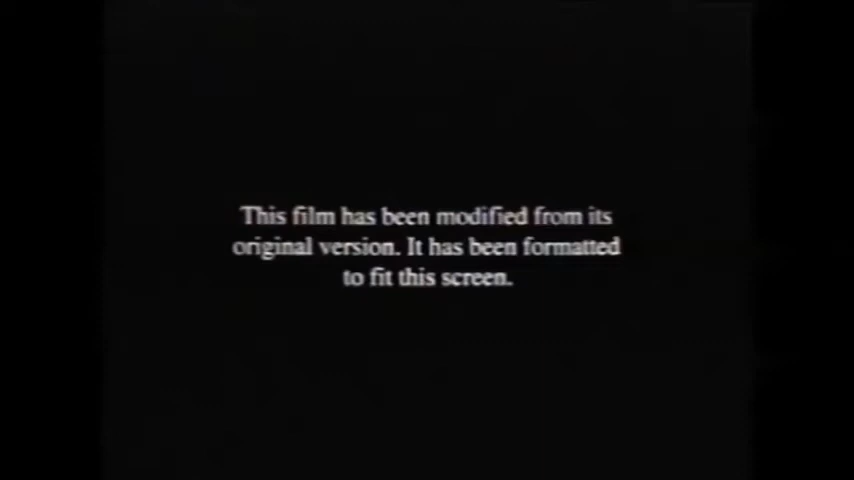 This film has been modified from its
original version. It has been formatted
to fit this screen.